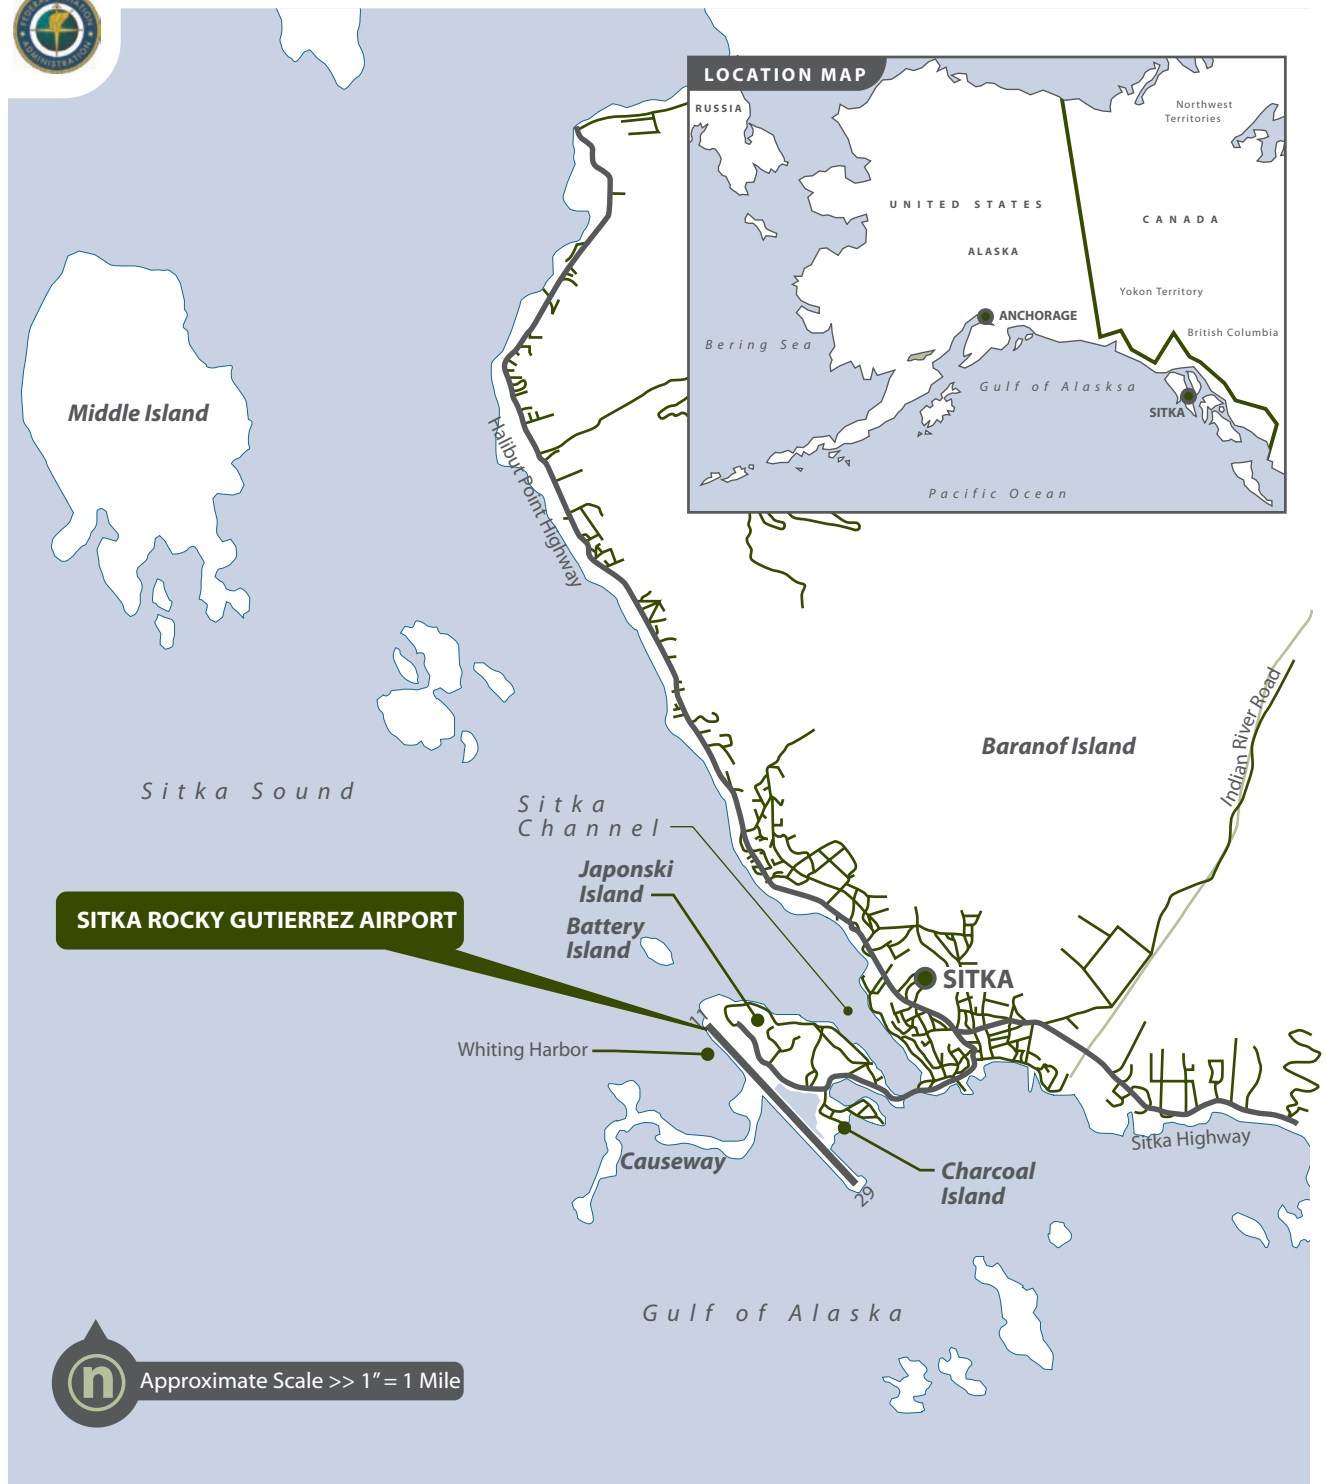 FEDERAL AVIATION
ADMINISTRATION
LOCATION MAP
RUSSIA
Northwest
Territories
UNITED STATES
CANADA
ALASKA
Yokon Territory
ANCHORAGE
British Columbia
Bering Sea
Gulf of Alasksa
SITKA
Pacific Ocean
Middle Island
Halibut Point Highway
Indian River Road
Baranof Island
Sitka Sound
Sitka
Channel
Japonski
Island
SITKA ROCKY GUTIERREZ AIRPORT
Battery
Island
SITKA
11
Whiting Harbor
Sitka Highway
Causeway
Charcoal
Island
29
Gulf of Alaska
n
Approximate Scale >> 1” = 1 Mile